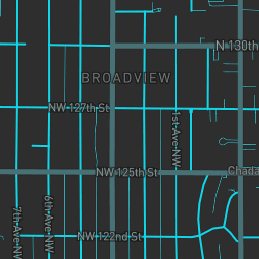 N 130th
BROADVIEW
NW 127th St
1st Ave NW
NW 125th St
Chada
6th Ave NW
7th Ave NW
NW 122nd St